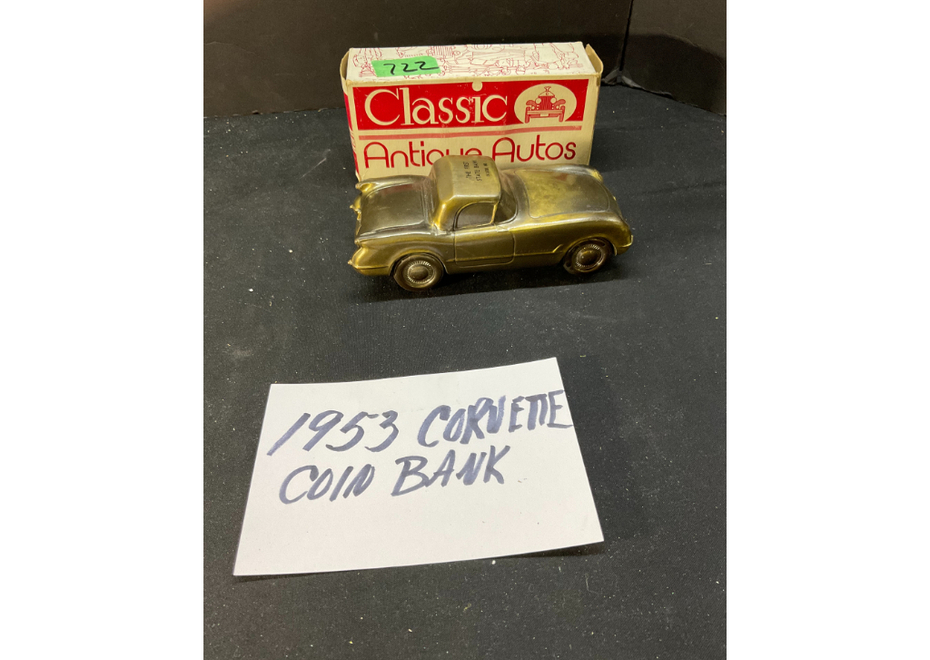 722
Classic
Antique Autos
1953 CORVETTE
COIN BANK